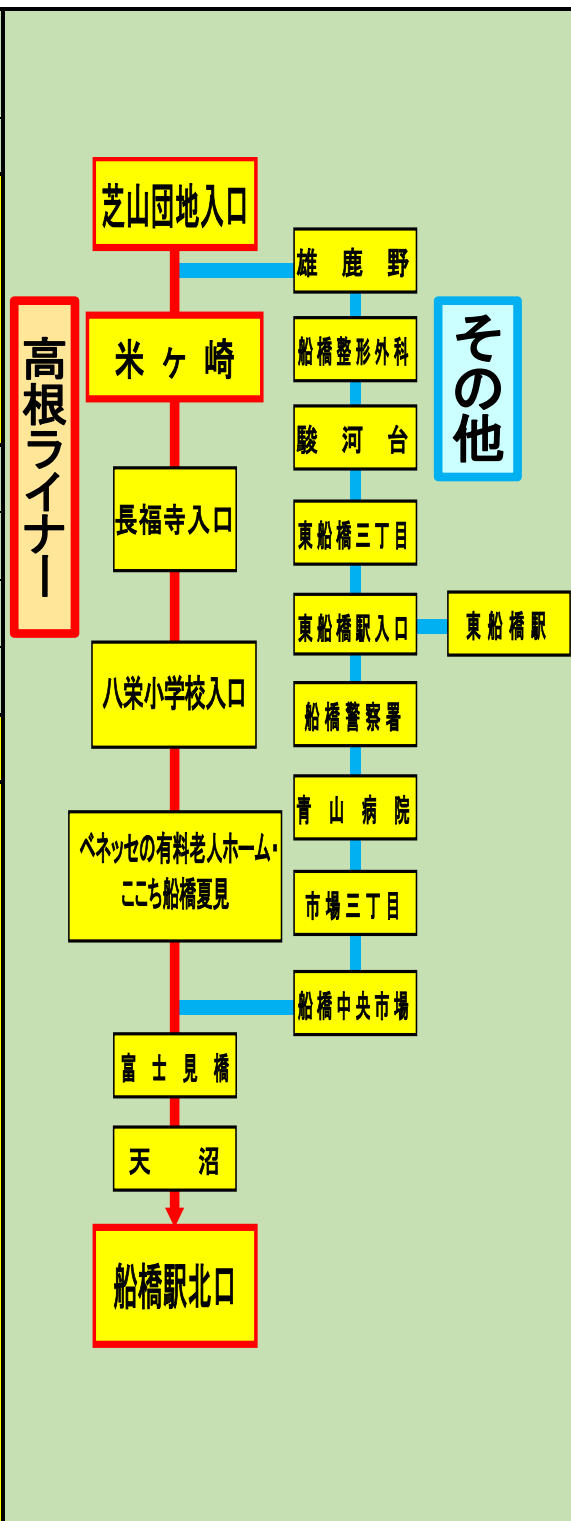 高根ライナー
芝山団地入口
米ヶ崎
長福寺入口
八栄小学校入口
ベネッセの有料老人ホーム・
ここち船橋夏見
富士見橋
天沼
船橋駅北口
その他
雄鹿野
船橋整形外科
駿河台
東船橋三丁目
東船橋駅入口
東船橋駅
船橋警察署
青山病院
市場三丁目
船橋中央市場